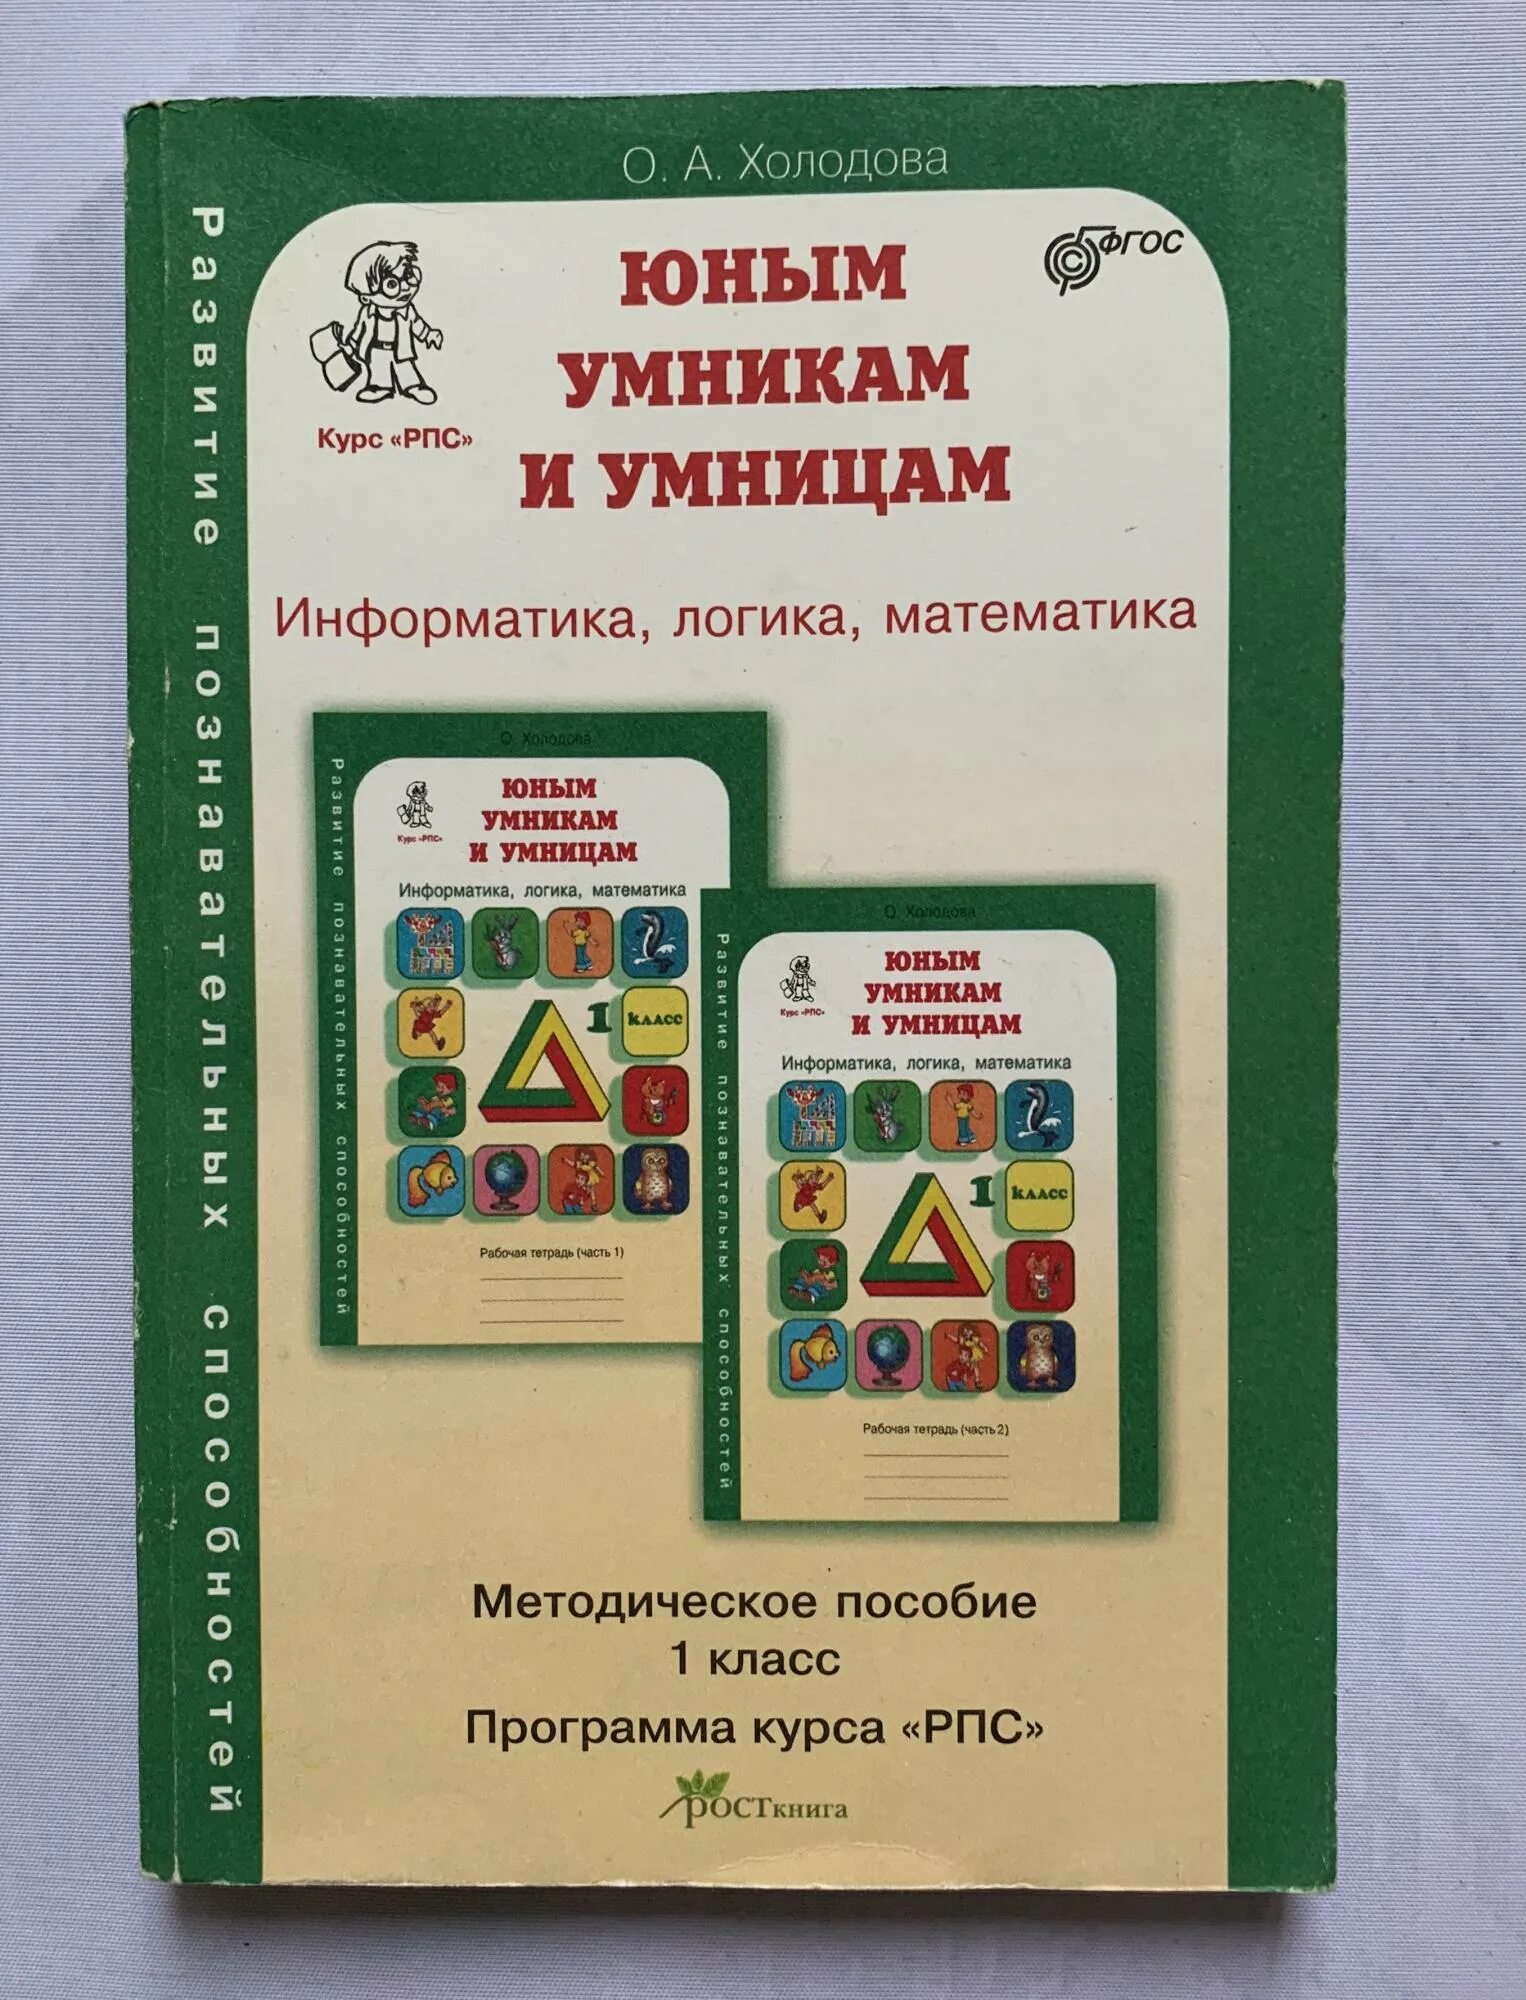 О. А. Холодова
Развитие познавательных способностей
ФГОС
ЮНЫМ
УМНИКАМ
И УМНИЦАМ
Курс «РПС»
Информатика, логика, математика
О. Холодова
Развитие познавательных способностей
ЮНЫМ
УМНИКАМ
И УМНИЦАМ
Курс «РПС»
Информатика, логика, математика
1 класс
Рабочая тетрадь (часть 1)
О. Холодова
Развитие познавательных способностей
ЮНЫМ
УМНИКАМ
И УМНИЦАМ
Курс «РПС»
Информатика, логика, математика
1 класс
Рабочая тетрадь (часть 2)
Методическое пособие
1 класс
Программа курса «РПС»
РОСТкнига